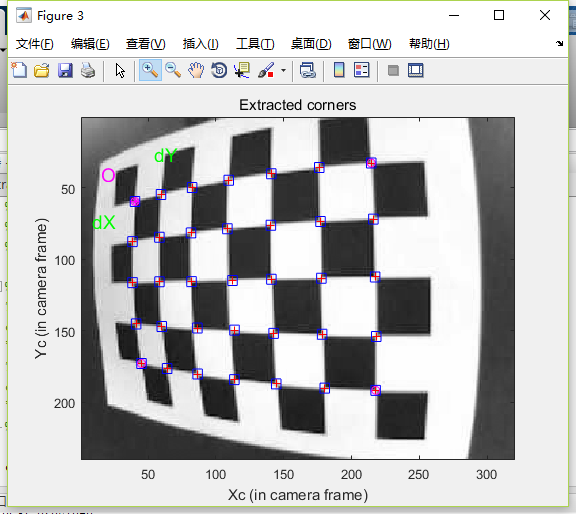 Figure 3
文件(F) 编辑(E) 查看(V) 插入(I) 工具(T) 桌面(D) 窗口(W) 帮助(H)
Extracted corners
dY
O
dX
50
100
150
200
Yc (in camera frame)
50 100 150 200 250 300
Xc (in camera frame)